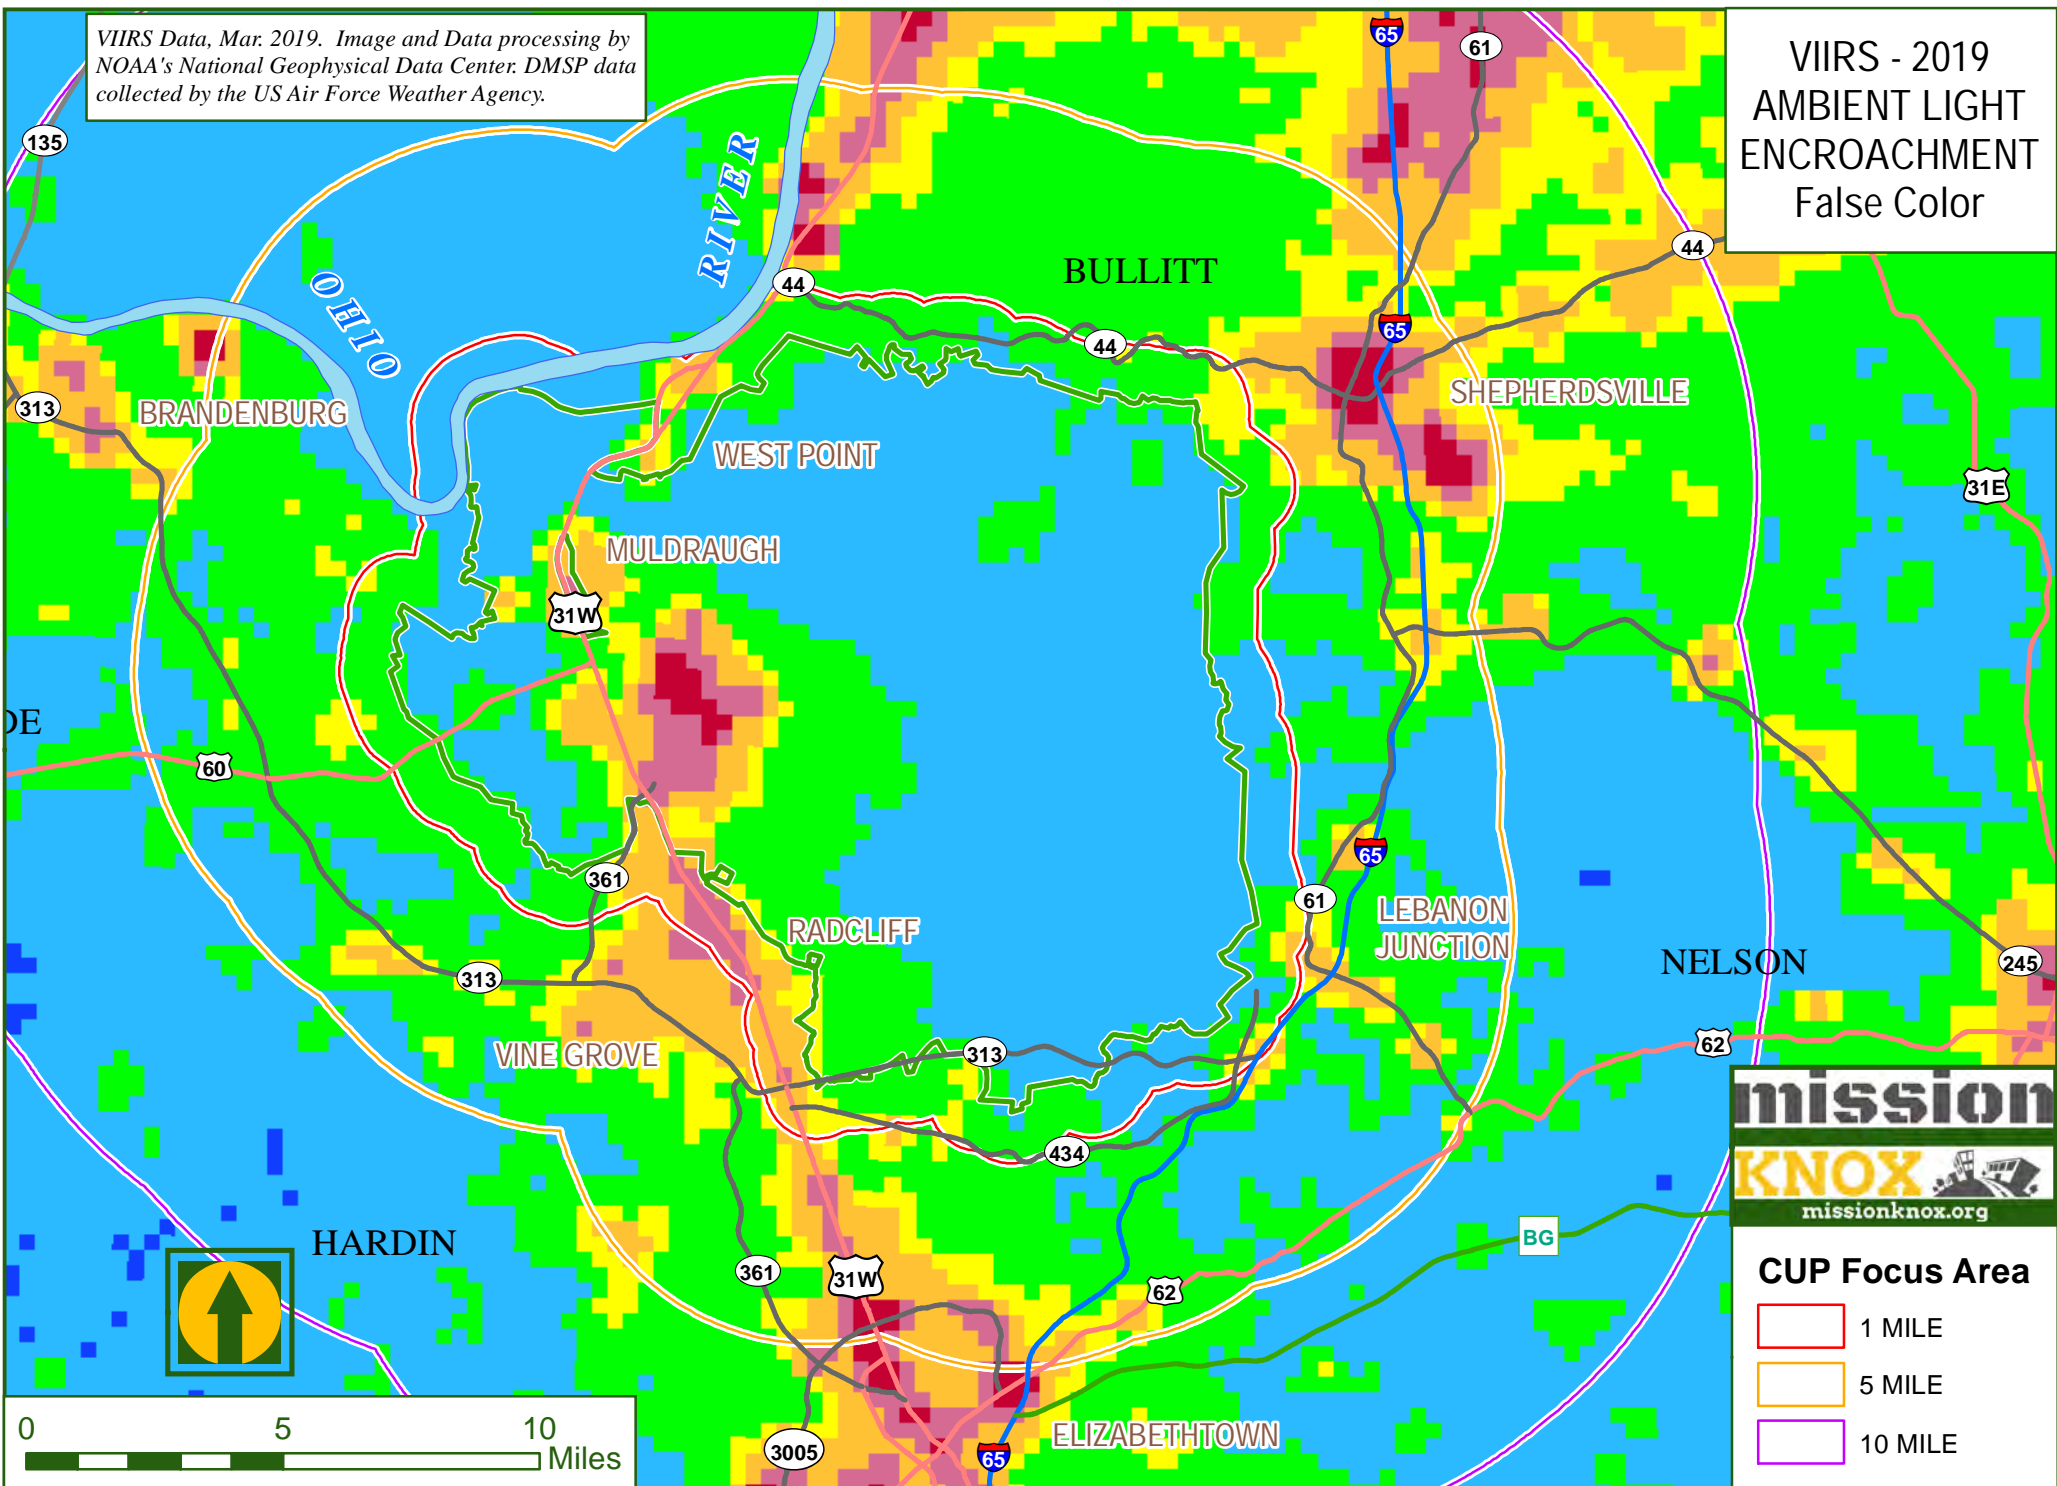 VIIRS Data, Mar. 2019. Image and Data processing by
NOAA's National Geophysical Data Center. DMSP data
collected by the US Air Force Weather Agency.
VIIRS - 2019
AMBIENT LIGHT
ENCROACHMENT
False Color
65
61
135
RIVER
44
44
BULLITT
OHIO
65
44
313
BRANDENBURG
SHEPHERDSVILLE
WEST POINT
31E
MULDRAUGH
31W
DE
60
65
361
61
LEBANON
JUNCTION
RADCLIFF
NELSON
245
313
VINE GROVE
313
62
434
mission
KNOX
missionknox.org
HARDIN
BG
361
31W
62
CUP Focus Area
1 MILE
5 MILE
10 MILE
0 5 10
Miles
3005
65
ELIZABETHTOWN